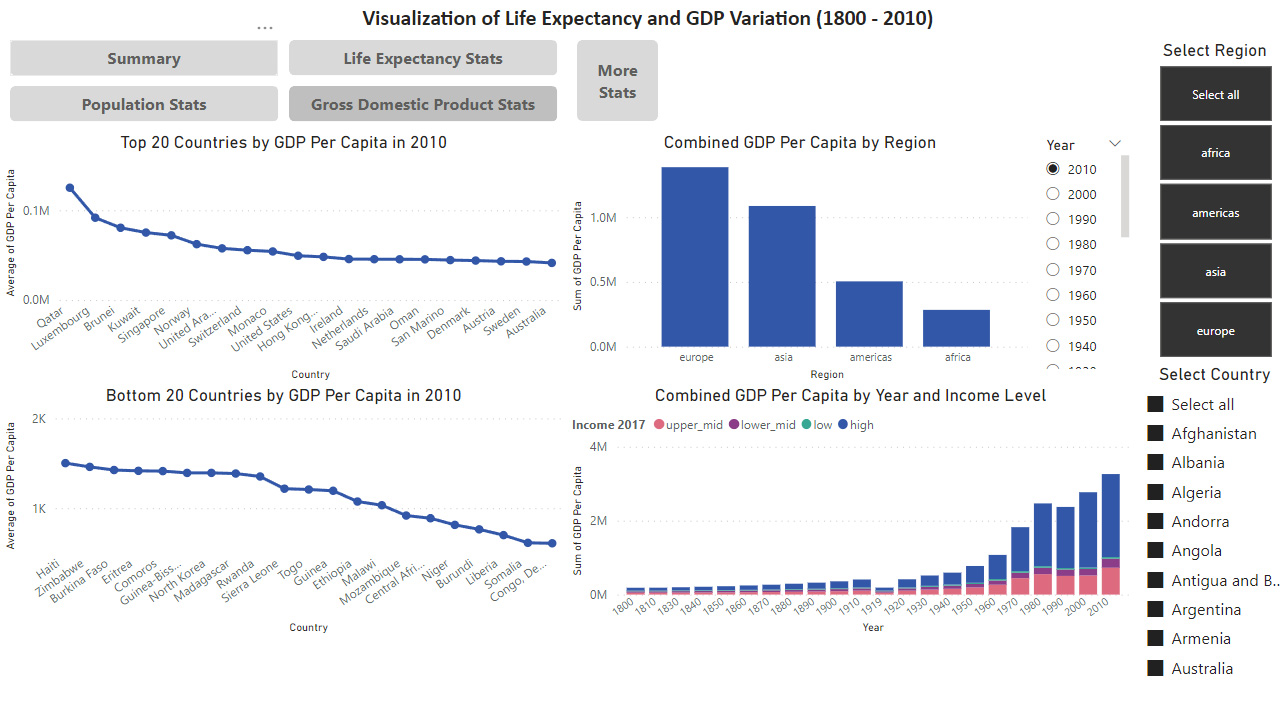 Visualization of Life Expectancy and GDP Variation (1800 - 2010)
...
Summary
Life Expectancy Stats
More
Stats
Population Stats
Gross Domestic Product Stats
Top 20 Countries by GDP Per Capita in 2010
Average of GDP Per Capita
0.1M
0.0M
Qatar
Luxembourg
Brunei
Kuwait
Singapore
Norway
United Ara...
Switzerland
Monaco
United States
Hong Kong...
Ireland
Netherlands
Saudi Arabia
Oman
San Marino
Denmark
Austria
Sweden
Australia
Country
Combined GDP Per Capita by Region
Sum of GDP Per Capita
1.0M
0.5M
0.0M
europe
asia
americas
africa
Region
Year
2010
2000
1990
1980
1970
1960
1950
1940
Bottom 20 Countries by GDP Per Capita in 2010
Average of GDP Per Capita
2K
1K
Haiti
Zimbabwe
Burkina Faso
Eritrea
Comoros
Guinea-Biss...
North Korea
Madagascar
Rwanda
Sierra Leone
Togo
Guinea
Ethiopia
Malawi
Mozambique
Central Afri...
Niger
Burundi
Liberia
Somalia
Congo, De...
Country
Combined GDP Per Capita by Year and Income Level
Income 2017
upper_mid
lower_mid
low
high
Sum of GDP Per Capita
4M
2M
0M
1800
1810
1830
1840
1850
1860
1870
1880
1890
1900
1910
1919
1920
1930
1940
1950
1960
1970
1980
1990
2000
2010
Year
Select Region
Select all
africa
americas
asia
europe
Select Country
Select all
Afghanistan
Albania
Algeria
Andorra
Angola
Antigua and B...
Argentina
Armenia
Australia